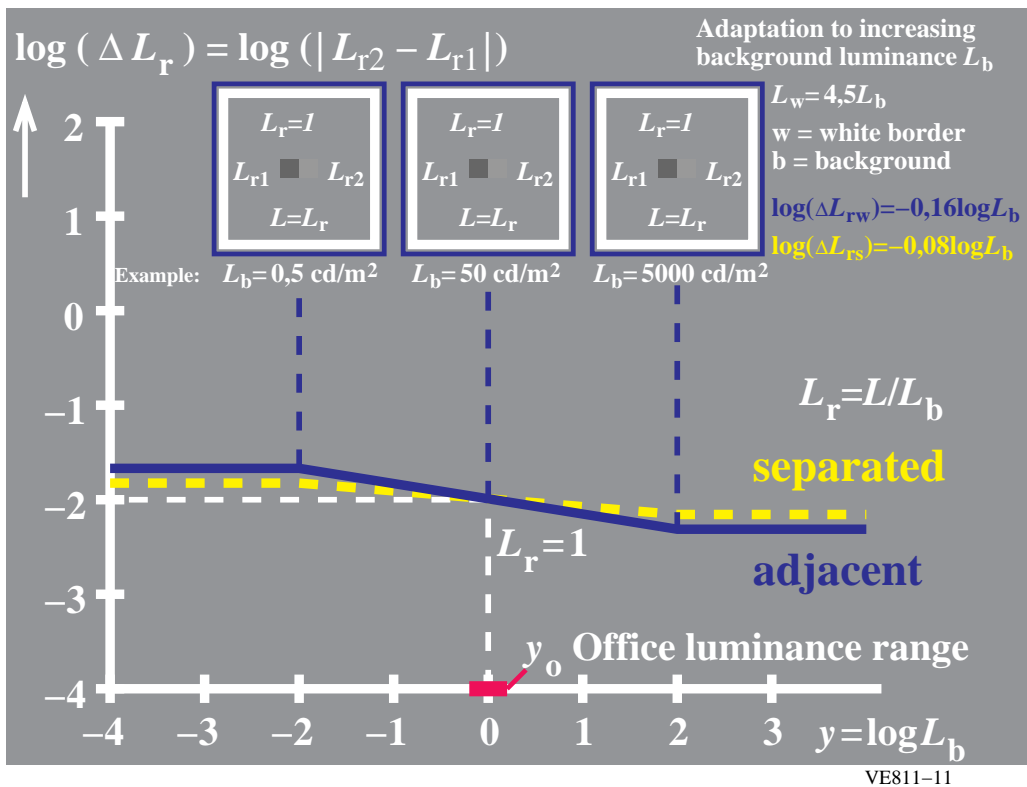 log ( Δ Lr ) = log (| Lr2 − Lr1|)
Adaptation to increasing
background luminance Lb
Lw= 4,5Lb
w = white border
b = background
log(ΔLrw)=−0,16logLb
log(ΔLrs)=−0,08logLb
Lr=1
Lr1 Lr2
L=Lr
Lr=1
Lr1 Lr2
L=Lr
Lr=1
Lr1 Lr2
L=Lr
Example: Lb= 0,5 cd/m2 Lb= 50 cd/m2 Lb= 5000 cd/m2
2
1
0
−1
−2
−3
−4
Lr=L/Lb
separated
Lr=1
adjacent
yo Office luminance range
−4 −3 −2 −1 0 1 2 3 y=logLb
VE811−11